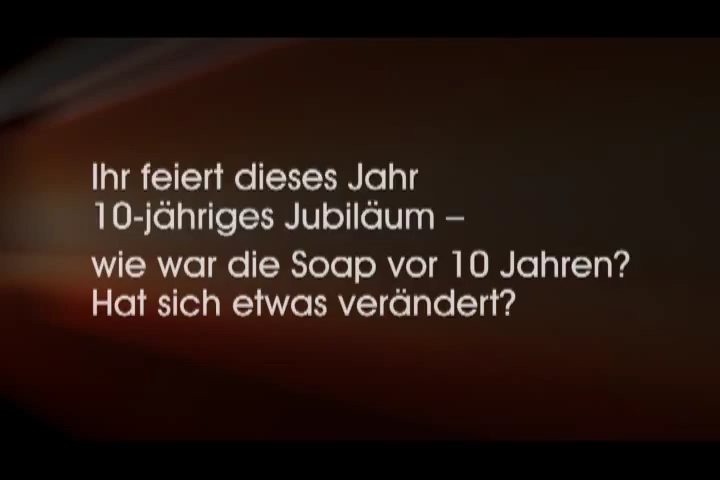 Ihr feiert dieses Jahr
10-jähriges Jubiläum –
wie war die Soap vor 10 Jahren?
Hat sich etwas verändert?